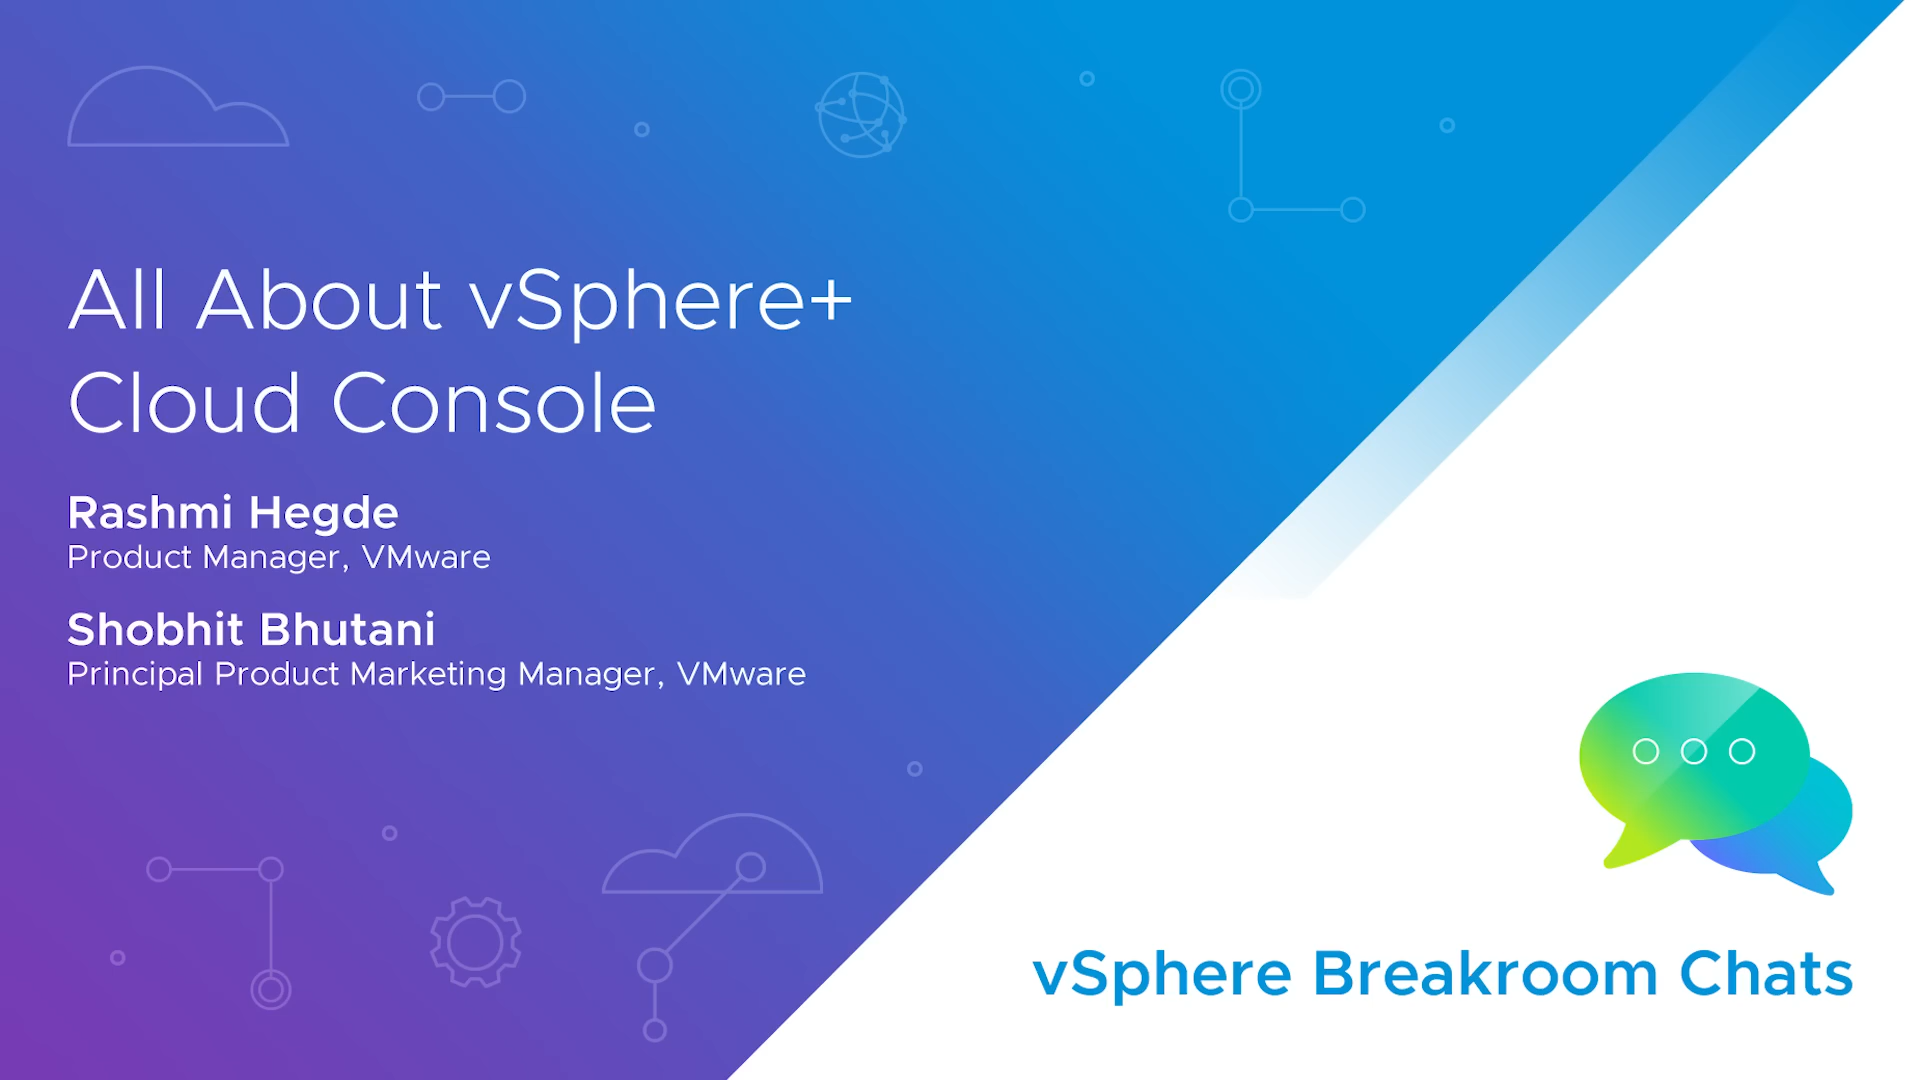 All About vSphere+
Cloud Console
Rashmi Hegde
Product Manager, VMware
Shobhit Bhutani
Principal Product Marketing Manager, VMware
vSphere Breakroom Chats